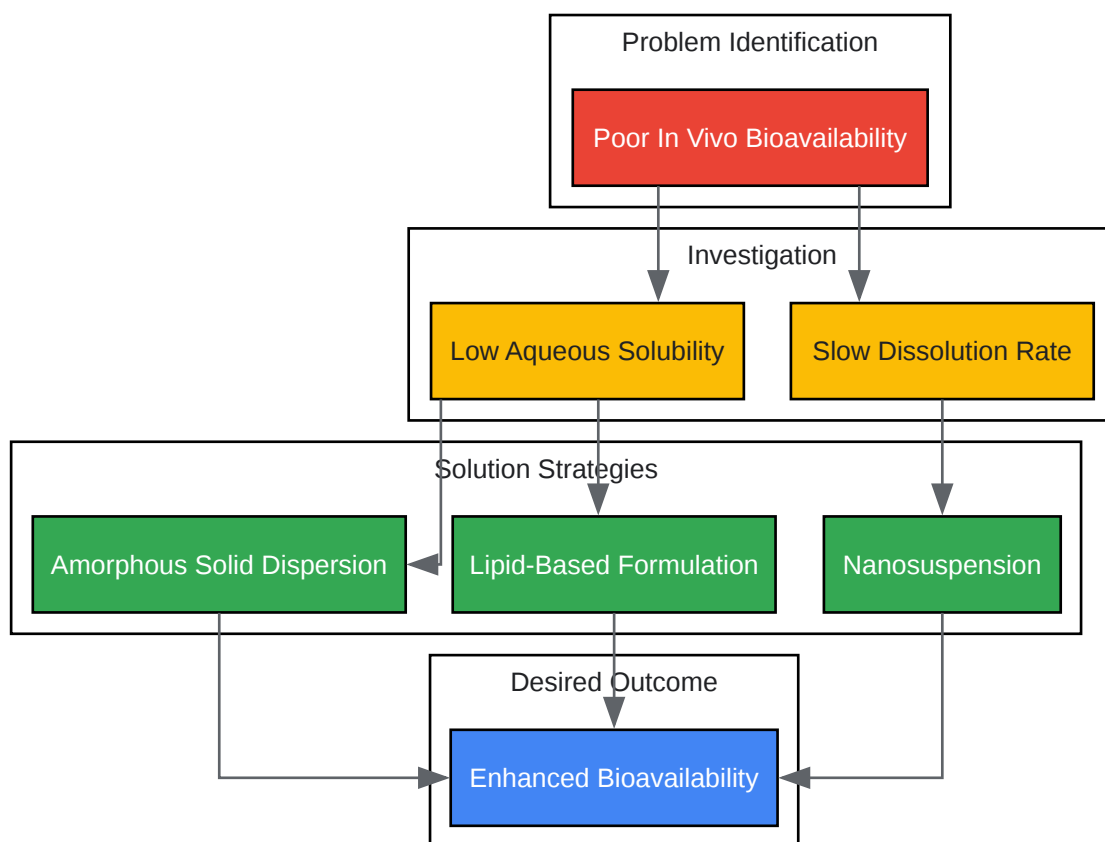 Problem Identification
Poor In Vivo Bioavailability
Investigation
Low Aqueous Solubility
Slow Dissolution Rate
Solution Strategies
Amorphous Solid Dispersion
Lipid-Based Formulation
Nanosuspension
Desired Outcome
Enhanced Bioavailability